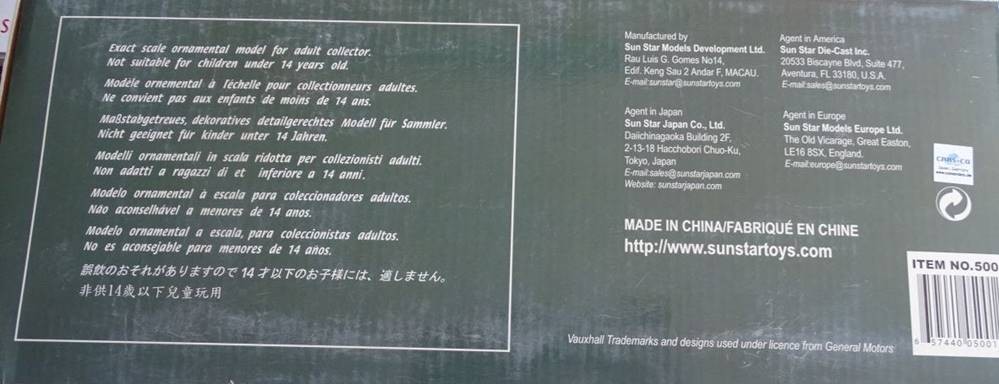 Exact scale ornamental model for adult collector.
Not suitable for children under 14 years old.
Modèle ornemental à l'échelle pour collectionneurs adultes.
Ne convient pas aux enfants de moins de 14 ans.
Maßstabgetreues, dekoratives detailgerechtes Modell für Sammler.
Nicht geeignet für kinder unter 14 Jahren.
Modelli ornamentali in scala ridotta per collezionisti adulti.
Non adatti a ragazzi di et inferiore a 14 anni.
Modelo ornamental à escala para coleccionadores adultos.
Não aconselhável a menores de 14 anos.
Modelo ornamental a escala, para coleccionistas adultos.
No es aconsejable para menores de 14 años.
誤飲のおそれがありますので14才以下のお子様には、適しません。
非供14歲以下兒童玩用
Manufactured by
Sun Star Models Development Ltd.
Rau Luis G. Gomes No14,
Edif. Keng Sau 2 Andar F, MACAU.
E-mail:sunstar@sunstartoys.com
Agent in America
Sun Star Die-Cast Inc.
20533 Biscayne Blvd, Suite 477,
Aventura, FL 33180, U.S.A.
E-mail:sales@sunstartoys.com
Agent in Japan
Sun Star Japan Co., Ltd.
Daiichinagaoka Building 2F,
2-13-18 Hacchobori Chuo-Ku,
Tokyo, Japan
E-mail:sales@sunstarjapan.com
Website: sunstarjapan.com
Agent in Europe
Sun Star Models Europe Ltd.
The Old Vicarage, Great Easton,
LE16 8SX, England.
E-mail:europe@sunstartoys.com
MADE IN CHINA/FABRIQUÉ EN CHINE
http://www.sunstartoys.com
ITEM NO.500
6 57440 05001
Vauxhall Trademarks and designs used under licence from General Motors